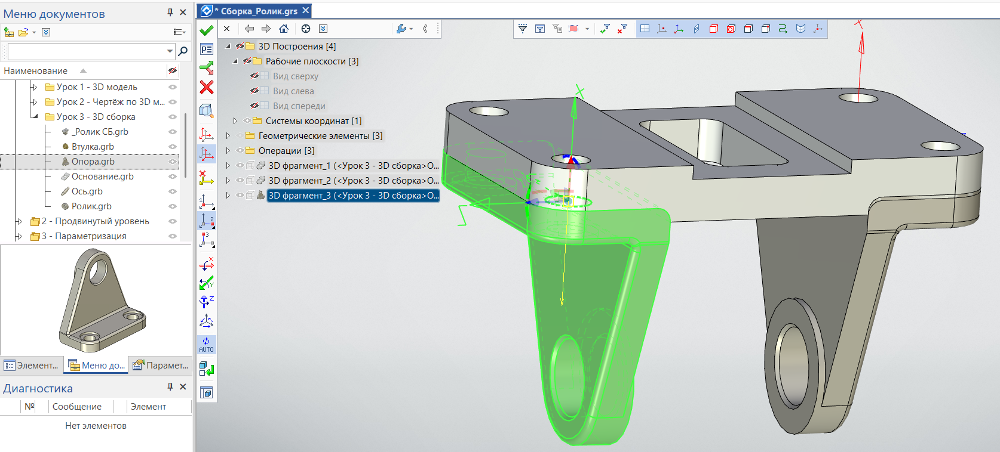 Меню документов
* Сборка_Ролик.grs
Наименование
Урок 1 - 3D модель
Урок 2 - Чертёж по 3D м...
Урок 3 - 3D сборка
_Ролик СБ.grb
Втулка.grb
Опора.grb
Основание.grb
Ось.grb
Ролик.grb
2 - Продвинутый уровень
3 - Параметризация
Элемент...
Меню до...
Парамет...
Диагностика
№
Сообщение
Элемент
Нет элементов
AUTO
3D Построения [4]
Рабочие плоскости [3]
Вид сверху
Вид слева
Вид спереди
Системы координат [1]
Геометрические элементы [3]
Операции [3]
3D фрагмент_1 (<Урок 3 - 3D сборка>О...
3D фрагмент_2 (<Урок 3 - 3D сборка>О...
3D фрагмент_3 (<Урок 3 - 3D сборка>О...
X
Z
X